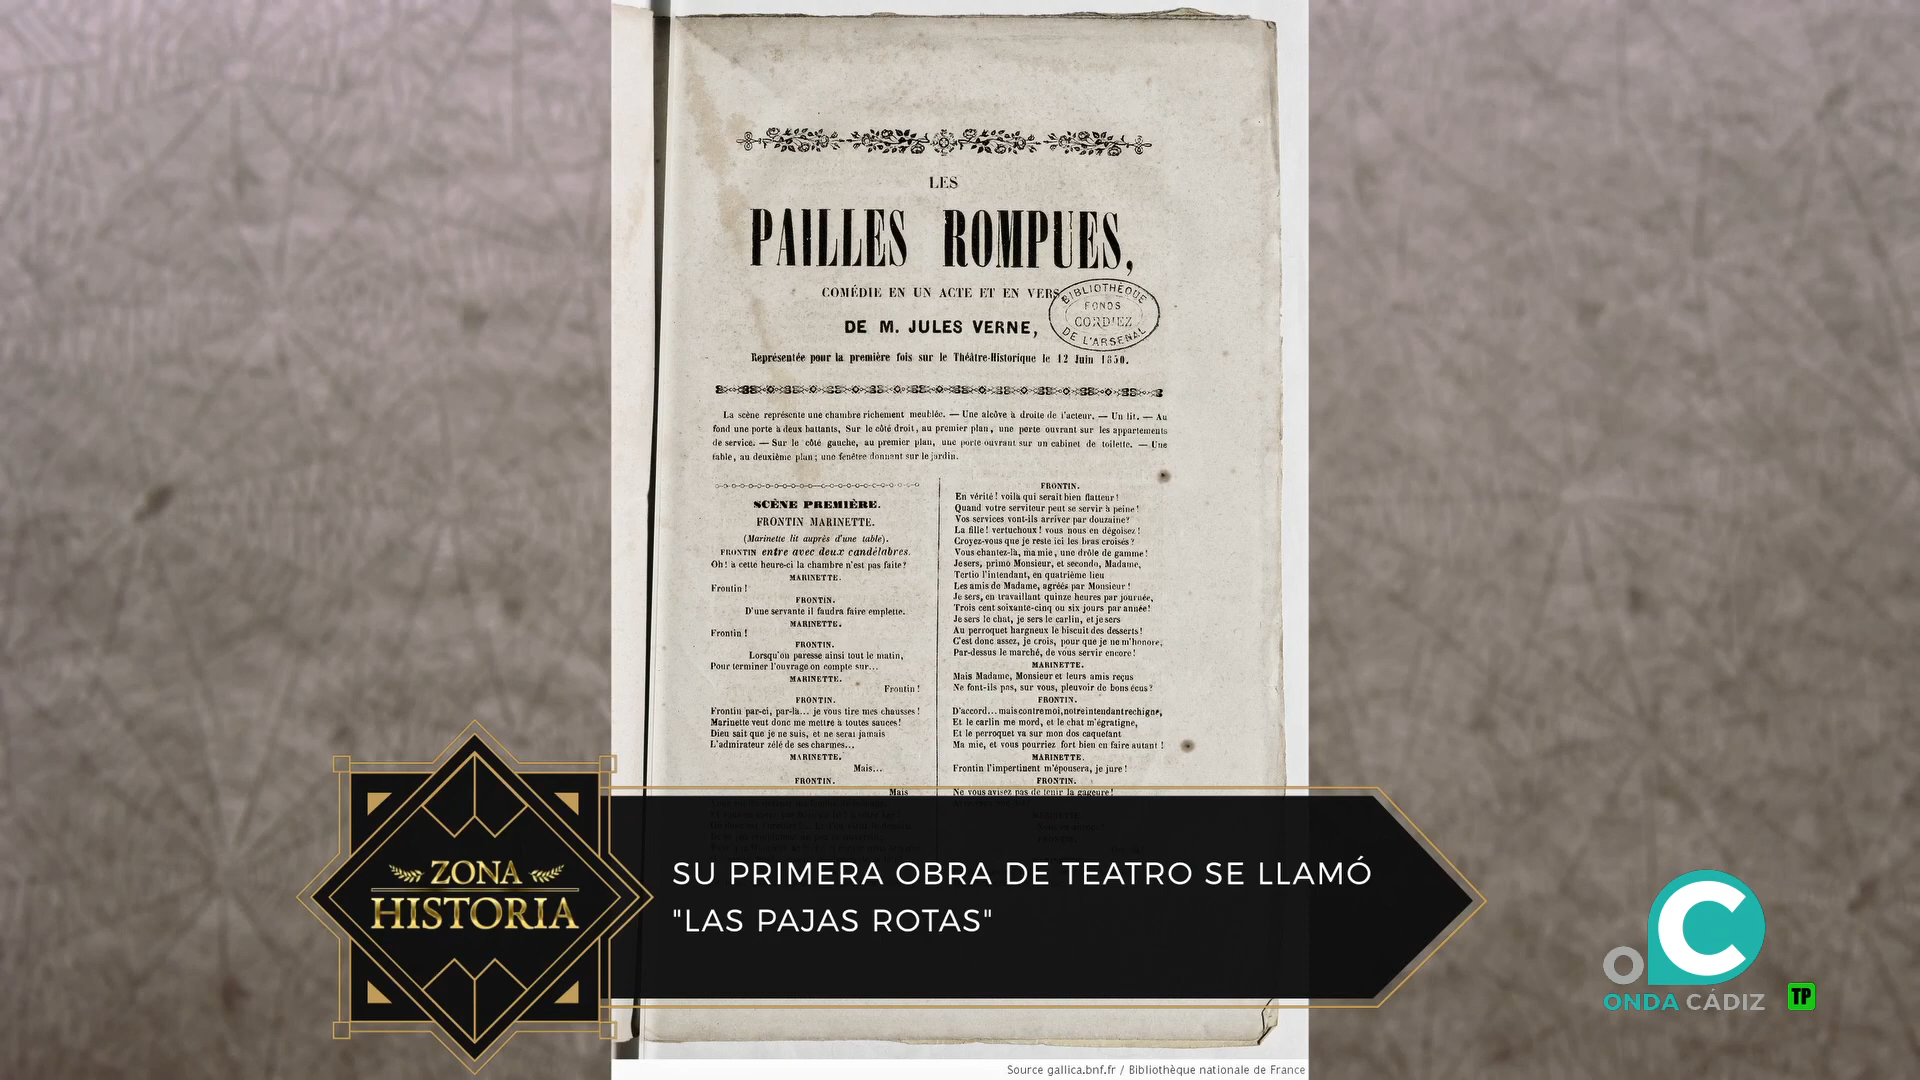 LES
PAILLES ROMPUES,
COMÉDIE EN UN ACTE ET EN VERS
DE M. JULES VERNE,
BIBLIOTHÈQUE
FONDS
CORDIEZ
DE L'ARSENAL
Représentée pour la première fois sur le Théâtre-Historique le 12 Juin 1850.
La scène représente une chambre richement meublée. — Une alcôve à droite de l'acteur. — Un lit. — Au
fond une porte à deux battants, Sur le côté droit, au premier plan, une porte ouvrant sur les appartements
de service. — Sur le côté gauche, au premier plan, une porte ouvrant sur un cabinet de toilette. — Une
table, au deuxième plan; une fenêtre donnant sur le jardin.
SCÈNE PREMIÈRE.
FRONTIN MARINETTE.
(Marinette lit auprès d'une table).
FRONTIN entre avec deux candélabres.
Oh! à cette heure-ci la chambre n'est pas faite?
MARINETTE.
Frontin!
FRONTIN.
D'une servante il faudra faire emplette.
MARINETTE.
Frontin!
FRONTIN.
Lorsqu'on paresse ainsi tout le matin,
Pour terminer l'ouvrage on compte sur...
MARINETTE.
Frontin!
FRONTIN.
Frontin par-ci, par-là... je vous tire mes chausses!
Marinette veut donc me mettre à toutes sauces!
Dieu sait que je ne suis, et ne serai jamais
L'admirateur zélé de ses charmes...
MARINETTE.
Mais...
FRONTIN.
Mais
FRONTIN.
En vérité! voilà qui serait bien flatteur!
Quand votre serviteur peut se servir à peine!
Vos services vont-ils arriver par douzaine?
La fille! vertuchoux! vous nous en dégoisez!
Croyez-vous que je reste ici les bras croisés?
Vous chantez-là, ma mie, une drôle de gamme!
Je sers, primo Monsieur, et secondo, Madame,
Tertio l'intendant, en quatrième lieu
Les amis de Madame, agréés par Monsieur!
Je sers, en travaillant quinze heures par journée,
Trois cent soixante-cinq ou six jours par année!
Je sers le chat, je sers le carlin, et je sers
Au perroquet hargneux le biscuit des desserts!
C'est donc assez, je crois, pour que je ne m'honore,
Par-dessus le marché, de vous servir encore!
MARINETTE.
Mais Madame, Monsieur et leurs amis reçus
Ne font-ils pas, sur vous, pleuvoir de bons écus?
FRONTIN.
D'accord... mais contre moi, notre intendant rechigne,
Et le carlin me mord, et le chat m'égratigne,
Et le perroquet va sur mon dos caquetant
Ma mie, et vous pourriez fort bien en faire autant!
MARINETTE.
Frontin l'impertinent m'épousera, je jure!
FRONTIN.
Ne vous avisez pas de tenir la gageure!
ZONA
HISTORIA
SU PRIMERA OBRA DE TEATRO SE LLAMÓ
"LAS PAJAS ROTAS"
OC
ONDA CÁDIZ
TP
Source gallica.bnf.fr / Bibliothèque nationale de France